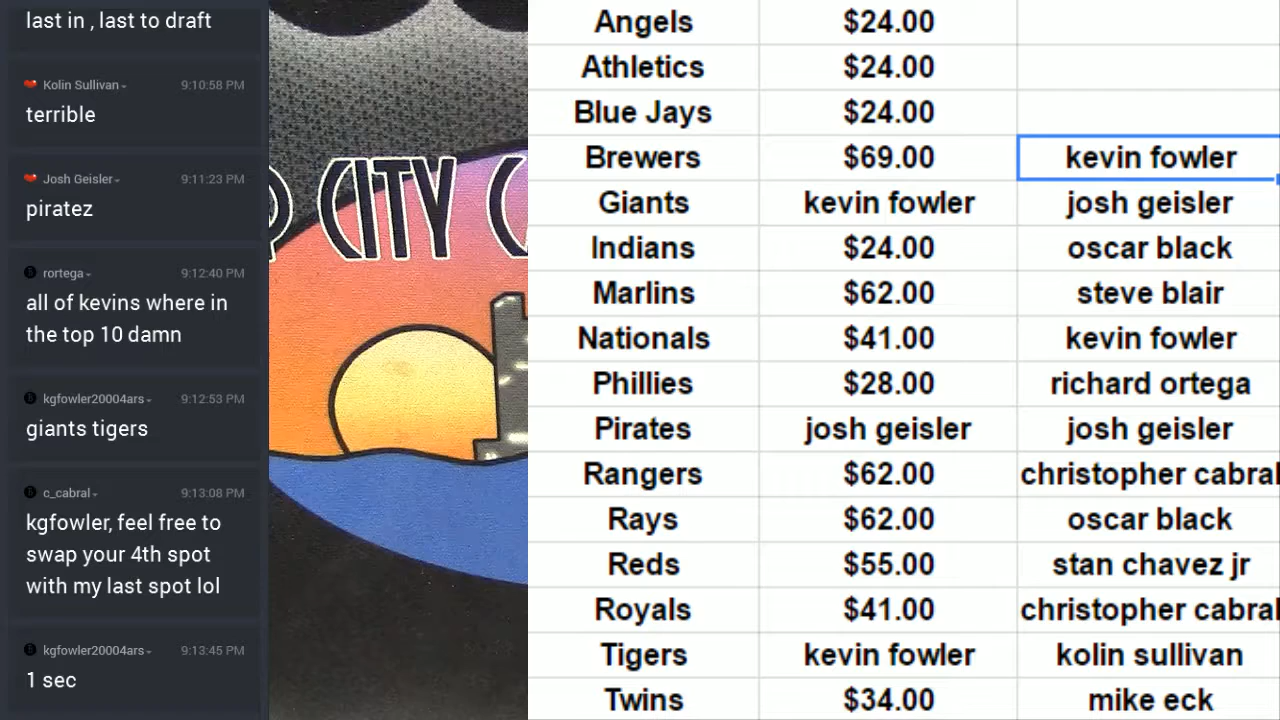 last in , last to draft
Kolin Sullivan 9:10:58 PM
terrible
Josh Geisler 9:11:23 PM
piratez
rortega 9:12:40 PM
all of kevins where in
the top 10 damn
kgfowler20004ars 9:12:53 PM
giants tigers
c_cabral 9:13:08 PM
kgfowler, feel free to
swap your 4th spot
with my last spot lol
kgfowler20004ars 9:13:45 PM
1 sec
CITY
Angels $24.00
Athletics $24.00
Blue Jays $24.00
Brewers $69.00 kevin fowler
Giants kevin fowler josh geisler
Indians $24.00 oscar black
Marlins $62.00 steve blair
Nationals $41.00 kevin fowler
Phillies $28.00 richard ortega
Pirates josh geisler josh geisler
Rangers $62.00 christopher cabral
Rays $62.00 oscar black
Reds $55.00 stan chavez jr
Royals $41.00 christopher cabral
Tigers kevin fowler kolin sullivan
Twins $34.00 mike eck